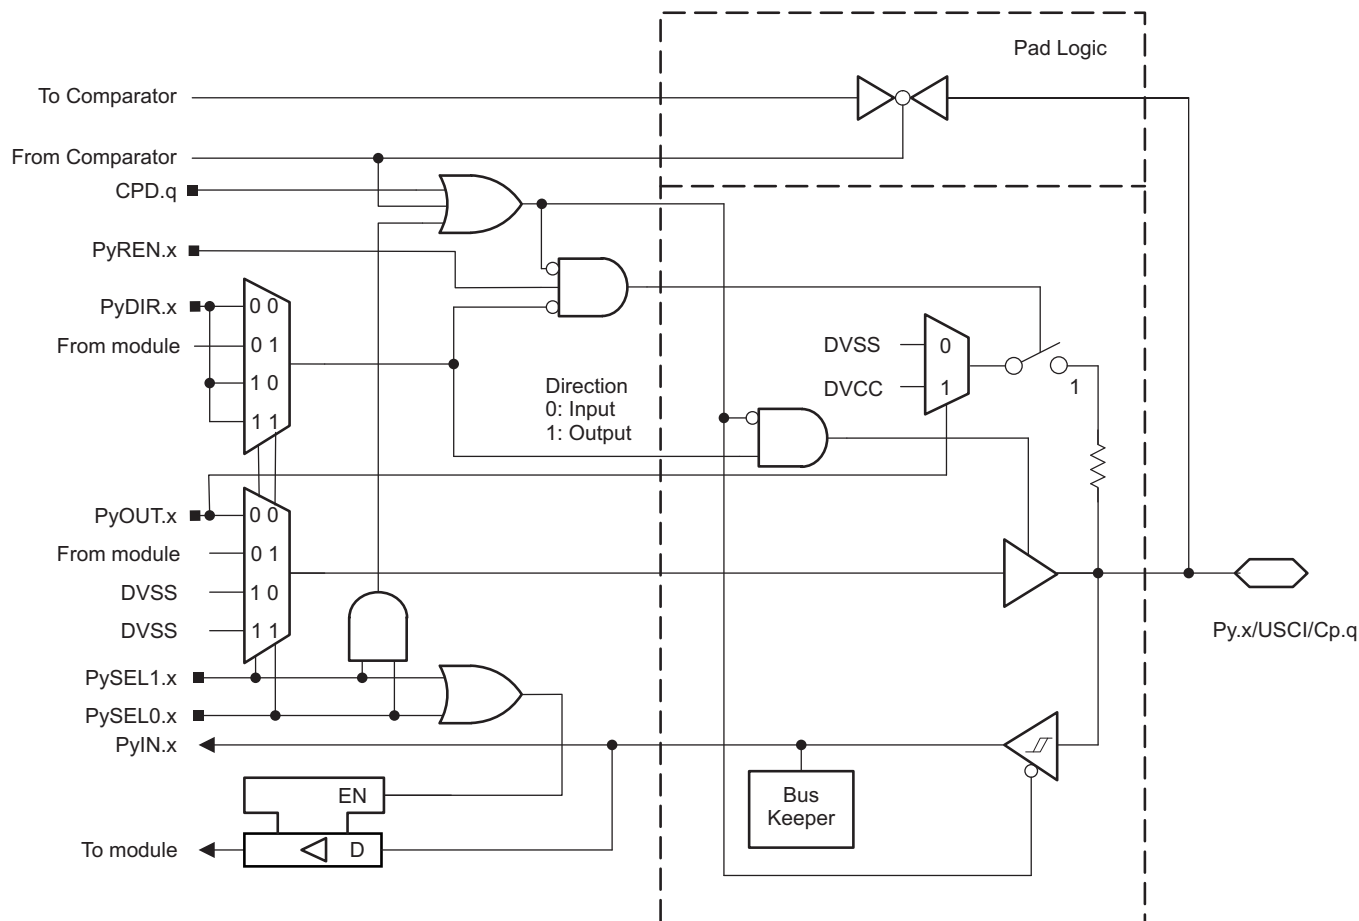 Pad Logic
To Comparator
From Comparator
CPD.q
PyREN.x
PyDIR.x
0 0
From module
0 1
1 0
1 1
Direction
0: Input
1: Output
DVSS
0
DVCC
1
1
PyOUT.x
0 0
From module
0 1
DVSS
1 0
DVSS
1 1
Py.x/USCI/Cp.q
PySEL1.x
PySEL0.x
PyIN.x
EN
Bus
Keeper
To module
D